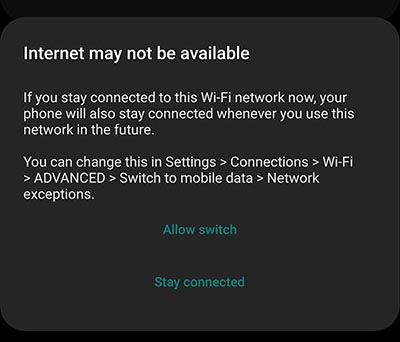 Internet may not be available
If you stay connected to this Wi-Fi network now, your
phone will also stay connected whenever you use this
network in the future.
You can change this in Settings > Connections > Wi-Fi
> ADVANCED > Switch to mobile data > Network
exceptions.
Allow switch
Stay connected